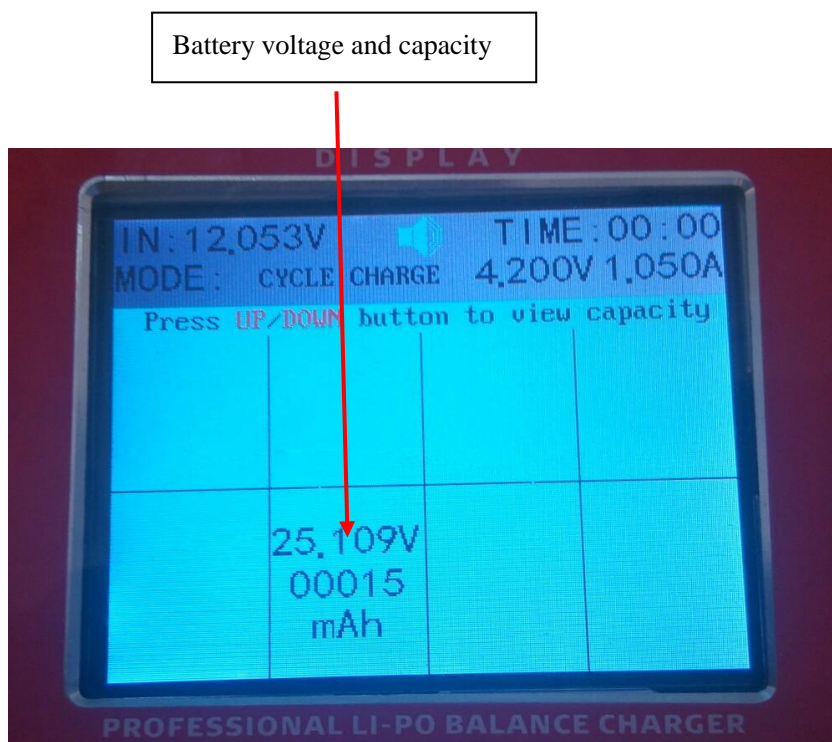 Battery voltage and capacity
DISPLAY
IN:12.053V TIME:00:00
MODE: CYCLE CHARGE 4.200V 1.050A
Press UP/DOWN button to view capacity
25.109V
00015
mAh
PROFESSIONAL LI-PO BALANCE CHARGER